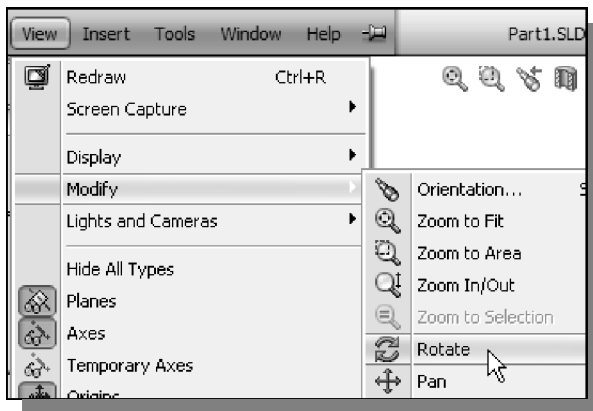 View Insert Tools Window Help Part1.SLD
Redraw Ctrl+R
Screen Capture
Display
Modify
Lights and Cameras
Hide All Types
Planes
Axes
Temporary Axes
Origins
Orientation... S
Zoom to Fit
Zoom to Area
Zoom In/Out
Zoom to Selection
Rotate
Pan